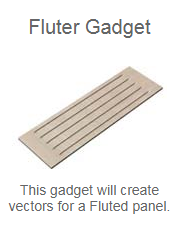 Fluter Gadget
This gadget will create
vectors for a Fluted panel.